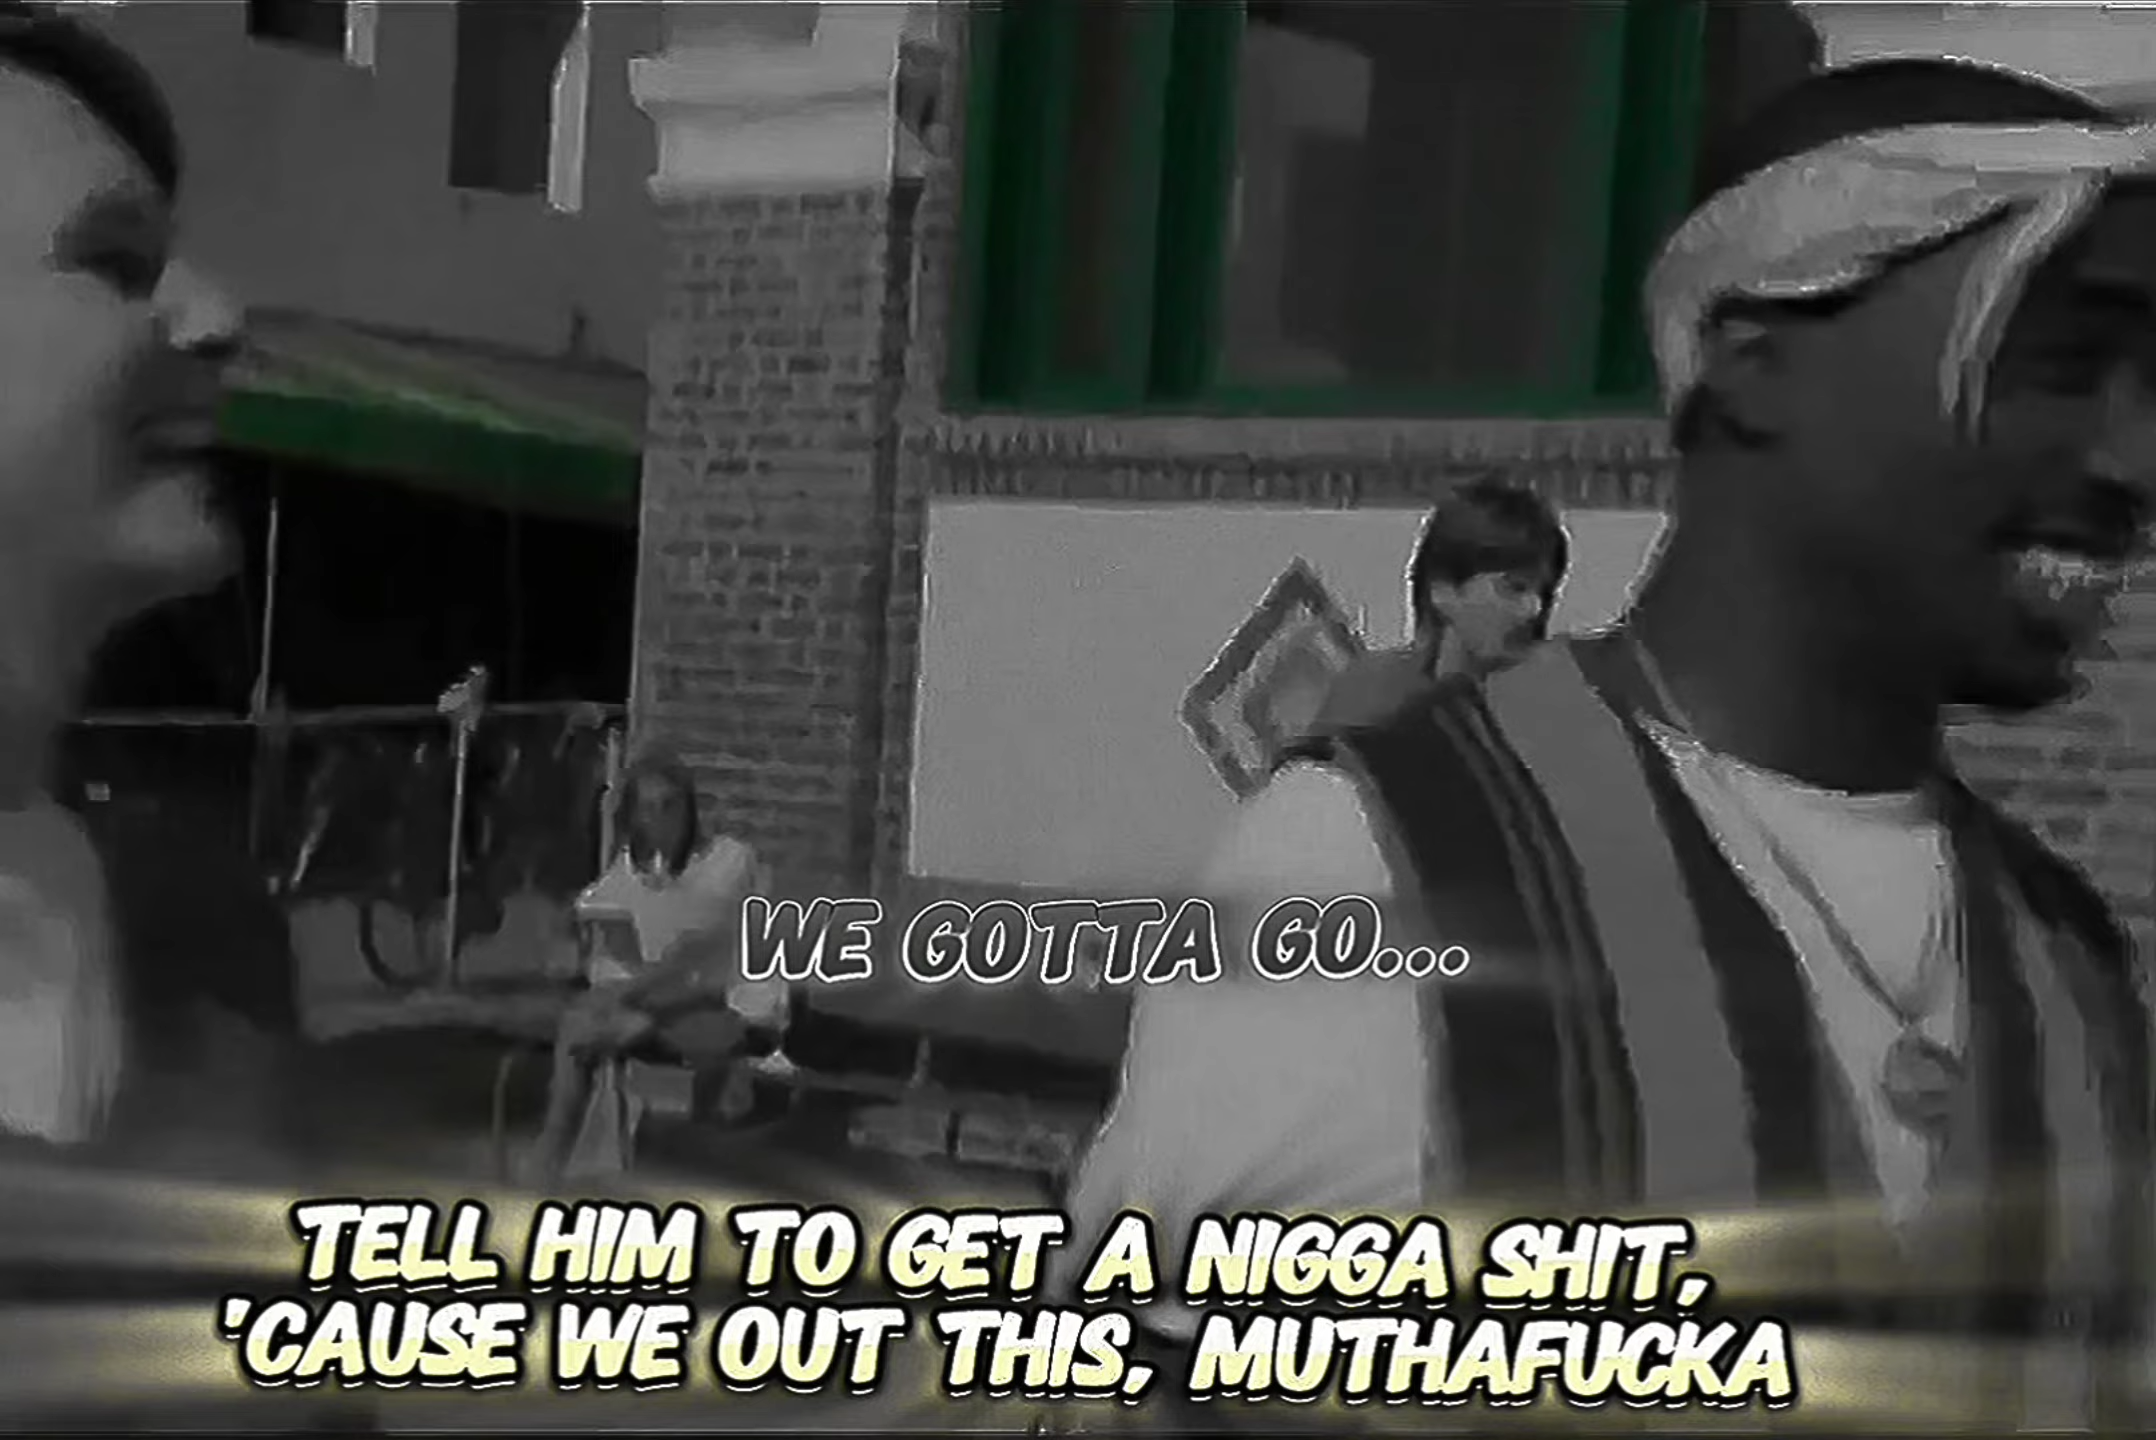 WE GOTTA GO...
TELL HIM TO GET A NIGGA SHIT,
'CAUSE WE OUT THIS, MUTHAFUCKA